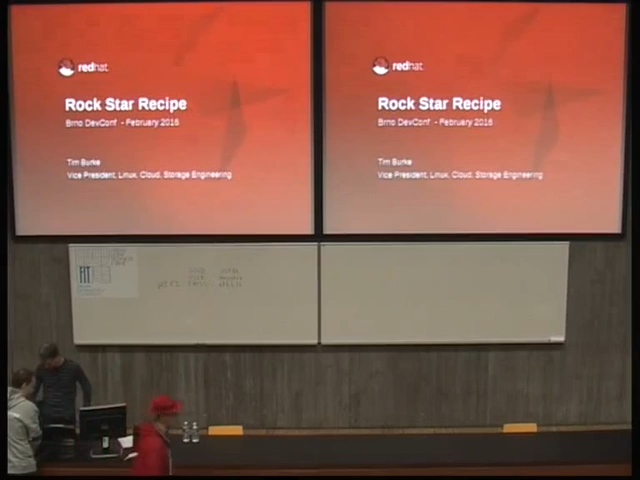 redhat
Rock Star Recipe
Brno DevConf - February 2016
Tim Burke
Vice President, Linux, Cloud, Storage Engineering
redhat
Rock Star Recipe
Brno DevConf - February 2016
Tim Burke
Vice President, Linux, Cloud, Storage Engineering
FIT